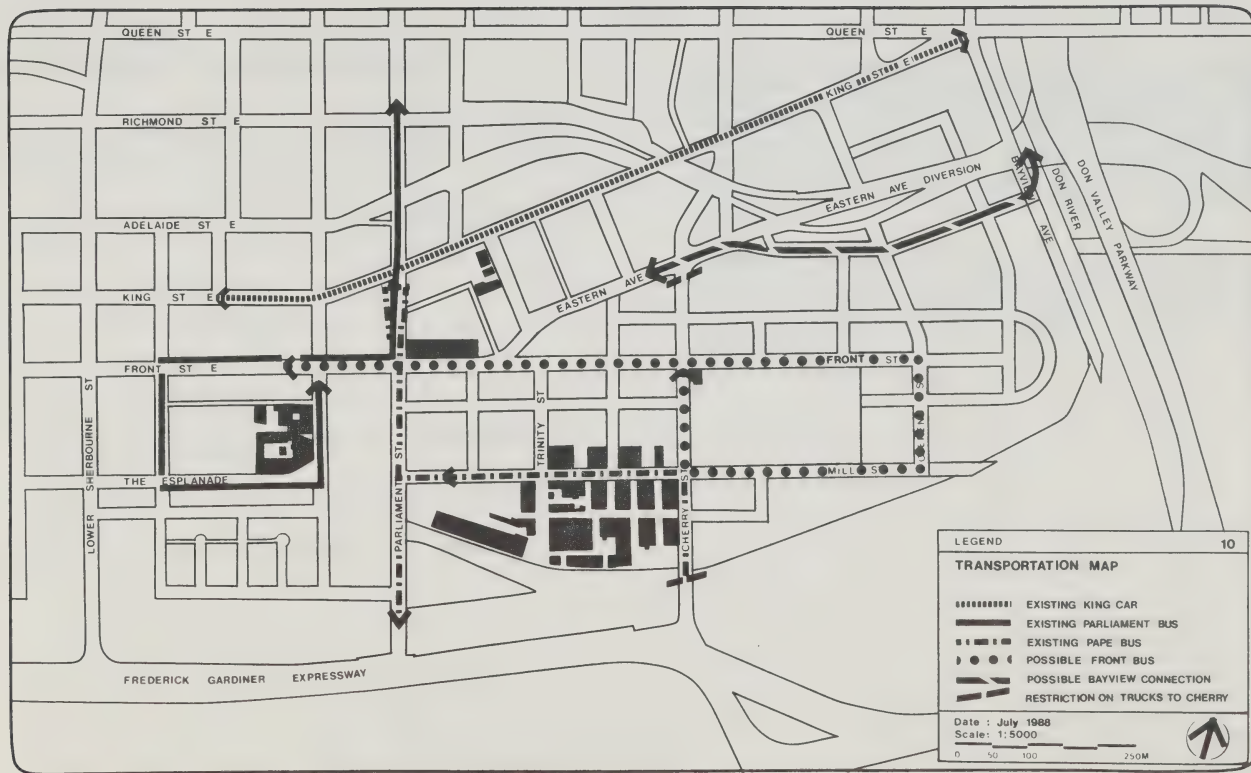 QUEEN ST E
QUEEN ST E
KING ST E
RICHMOND ST E
BAYVIEW AVE
DON RIVER
DON VALLEY PARKWAY
EASTERN AVE DIVERSION
ADELAIDE ST E
EASTERN AVE
KING ST E
FRONT ST E
FRONT ST
LOWER SHERBOURNE ST
TRINITY ST
PARLIAMENT ST
CHERRY ST
MILL S
THE ESPLANADE
FREDERICK GARDINER EXPRESSWAY
LEGEND 10
TRANSPORTATION MAP
EXISTING KING CAR
EXISTING PARLIAMENT BUS
EXISTING PAPE BUS
POSSIBLE FRONT BUS
POSSIBLE BAYVIEW CONNECTION
RESTRICTION ON TRUCKS TO CHERRY
Date : July 1988
Scale: 1:5000
0 50 100 250M